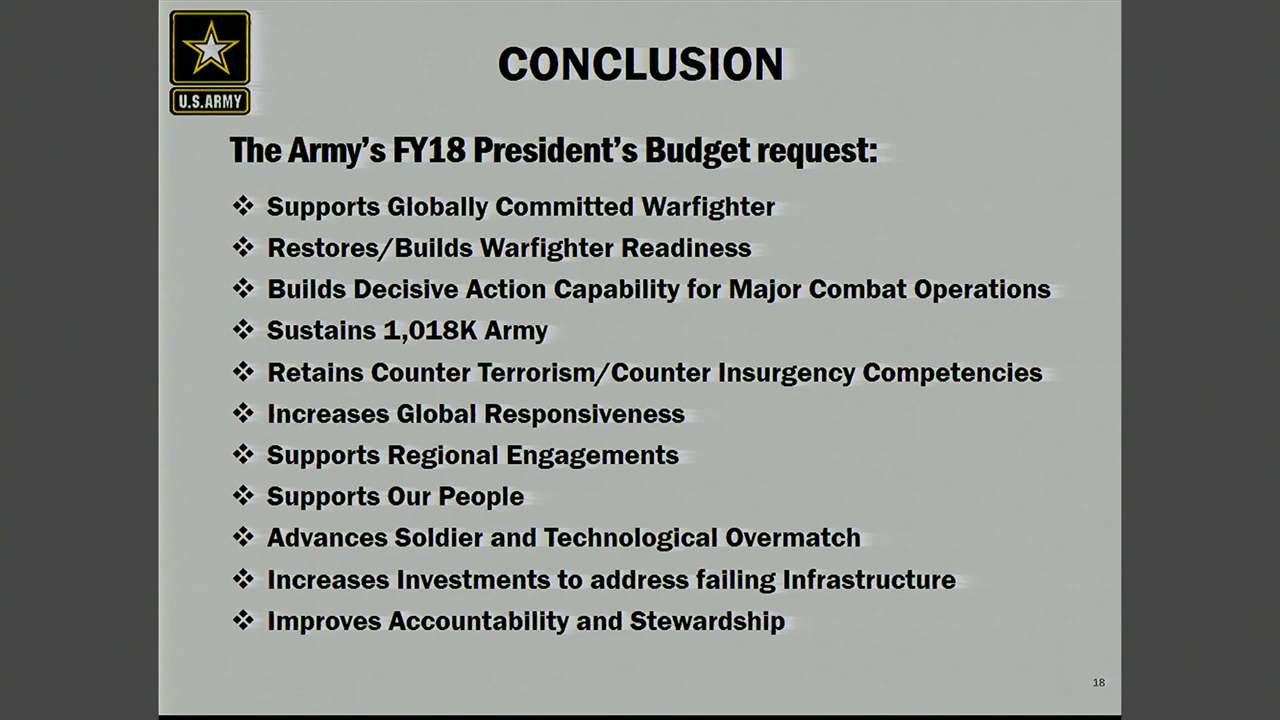 U.S. ARMY
CONCLUSION
The Army's FY18 President's Budget request:
❖ Supports Globally Committed Warfighter
❖ Restores/Builds Warfighter Readiness
❖ Builds Decisive Action Capability for Major Combat Operations
❖ Sustains 1,018K Army
❖ Retains Counter Terrorism/Counter Insurgency Competencies
❖ Increases Global Responsiveness
❖ Supports Regional Engagements
❖ Supports Our People
❖ Advances Soldier and Technological Overmatch
❖ Increases Investments to address failing Infrastructure
❖ Improves Accountability and Stewardship
18